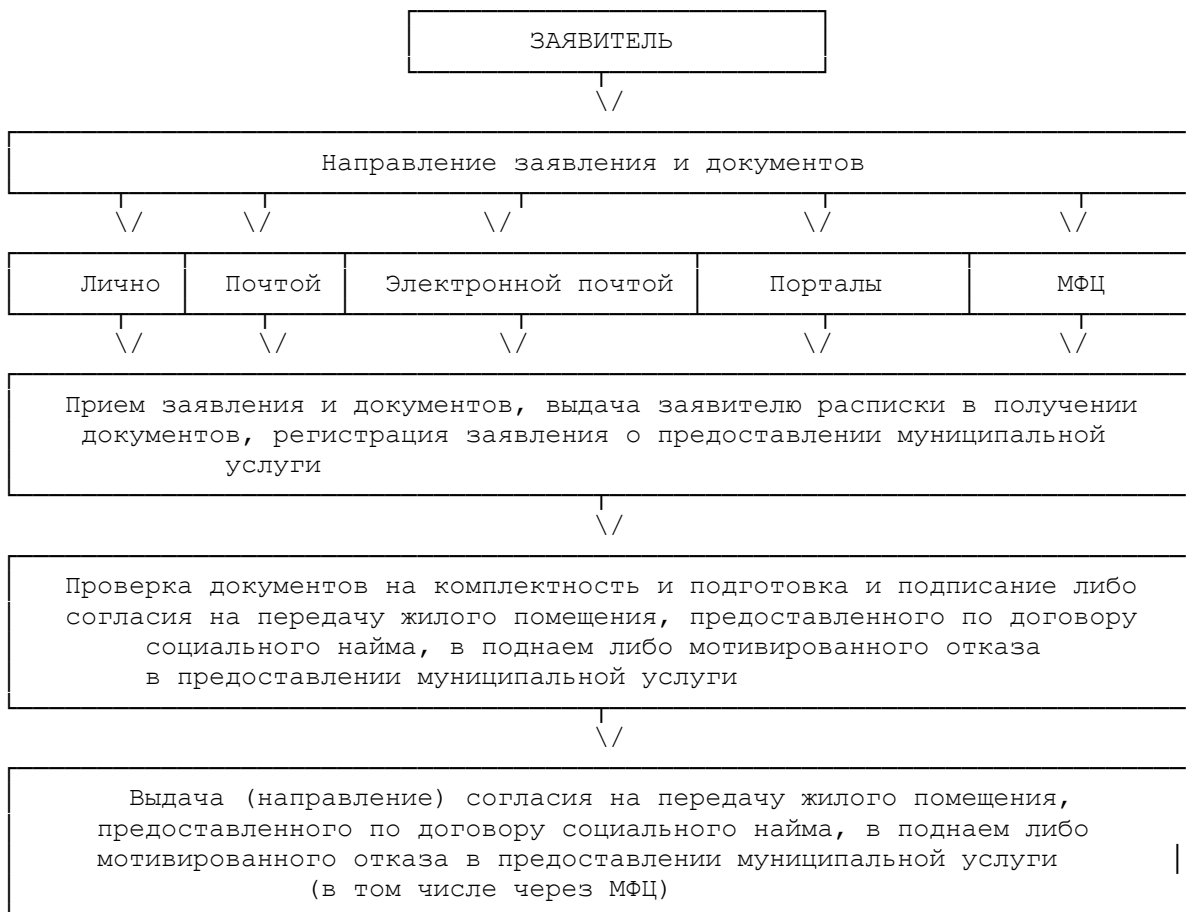 ЗАЯВИТЕЛЬ
Направление заявления и документов
Лично Почтой Электронной почтой Порталы МФЦ
Прием заявления и документов, выдача заявителю расписки в получении
документов, регистрация заявления о предоставлении муниципальной
услуги
Проверка документов на комплектность и подготовка и подписание либо
согласия на передачу жилого помещения, предоставленного по договору
социального найма, в поднаем либо мотивированного отказа
в предоставлении муниципальной услуги
Выдача (направление) согласия на передачу жилого помещения,
предоставленного по договору социального найма, в поднаем либо
мотивированного отказа в предоставлении муниципальной услуги
(в том числе через МФЦ)